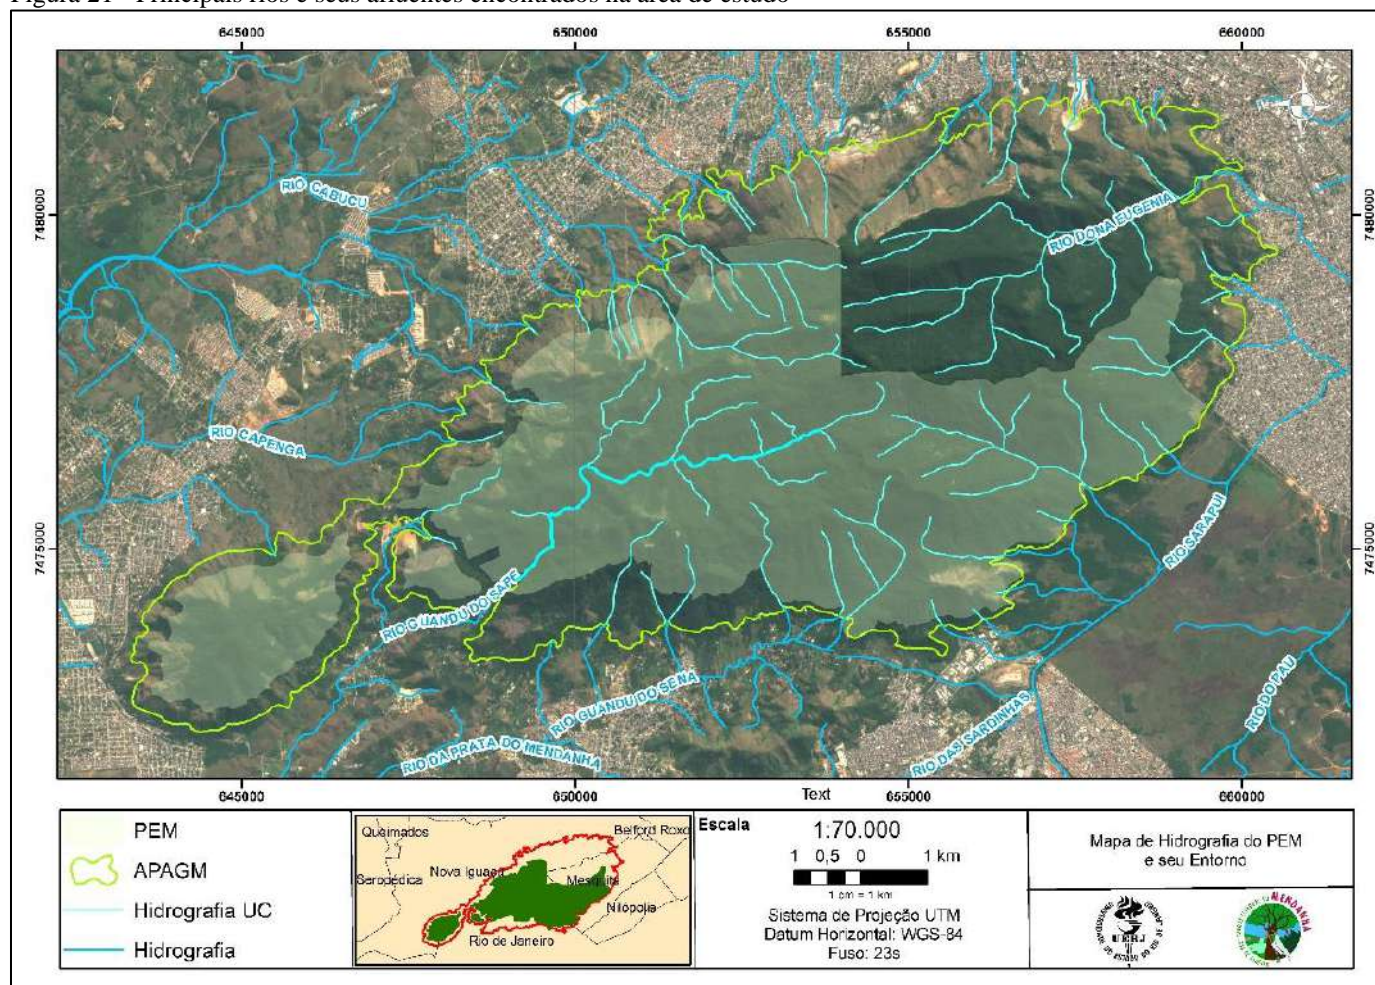 Figura 21 - Principais rios e seus afluentes encontrados na área de estudo
645000 650000 655000 660000
7480000 7480000
7475000 7475000
RIO CABUÇU
RIO DONA EUGENIA
RIO CAPENGA
RIO SARAPUI
RIO GUANDU DO SAPE
RIO GUANDU DO SENA
RIO DA PRATA DO MENDANHA
RIO DAS SARDINHAS
RIO DO PAU
645000 650000 655000 660000
Text
PEM
APAGM
Hidrografia UC
Hidrografia
Queimados
Belford Roxo
Nova Iguaçu
Seropédica
Mesquita
Nilópolis
Rio de Janeiro
Escala
1:70.000
1 0,5 0 1 km
1 cm = 1 km
Sistema de Projeção UTM
Datum Horizontal: WGS-84
Fuso: 23s
Mapa de Hidrografia do PEM
e seu Entorno
UERJ
MENDANHA